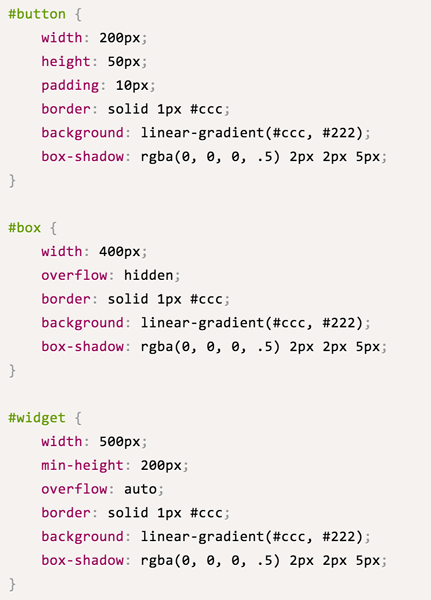 #button {
    width: 200px;
    height: 50px;
    padding: 10px;
    border: solid 1px #ccc;
    background: linear-gradient(#ccc, #222);
    box-shadow: rgba(0, 0, 0, .5) 2px 2px 5px;
}

#box {
    width: 400px;
    overflow: hidden;
    border: solid 1px #ccc;
    background: linear-gradient(#ccc, #222);
    box-shadow: rgba(0, 0, 0, .5) 2px 2px 5px;
}

#widget {
    width: 500px;
    min-height: 200px;
    overflow: auto;
    border: solid 1px #ccc;
    background: linear-gradient(#ccc, #222);
    box-shadow: rgba(0, 0, 0, .5) 2px 2px 5px;
}